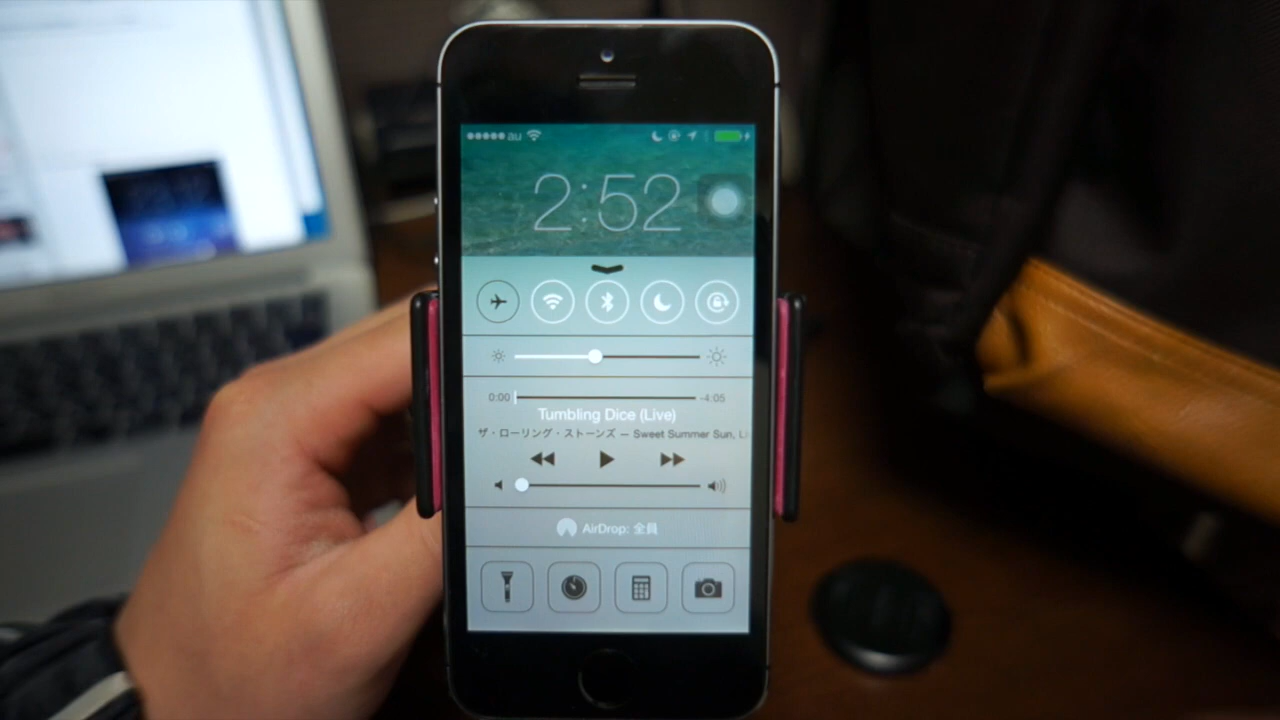 au
2:52
0:00 -4:05
Tumbling Dice (Live)
ザ・ローリング・ストーンズ — Sweet Summer Sun, Li
AirDrop: 全員